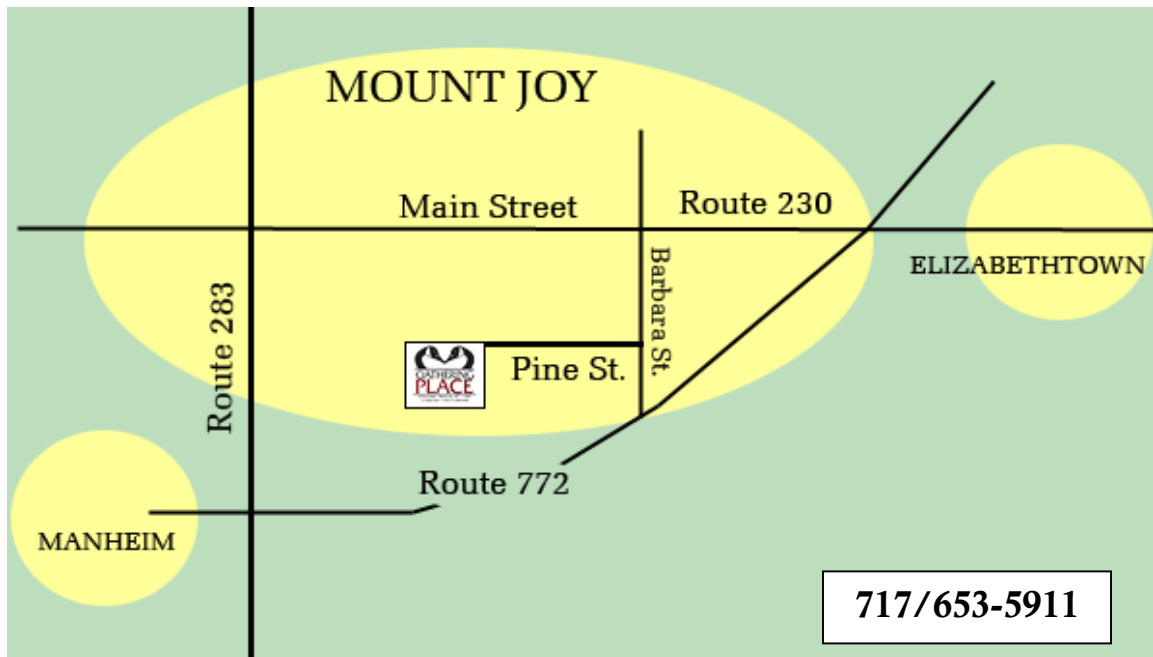 MOUNT JOY
Main Street
Route 230
Barbara St.
ELIZABETHTOWN
Route 283
GATHERING
PLACE
Pine St.
Route 772
MANHEIM
717/653-5911